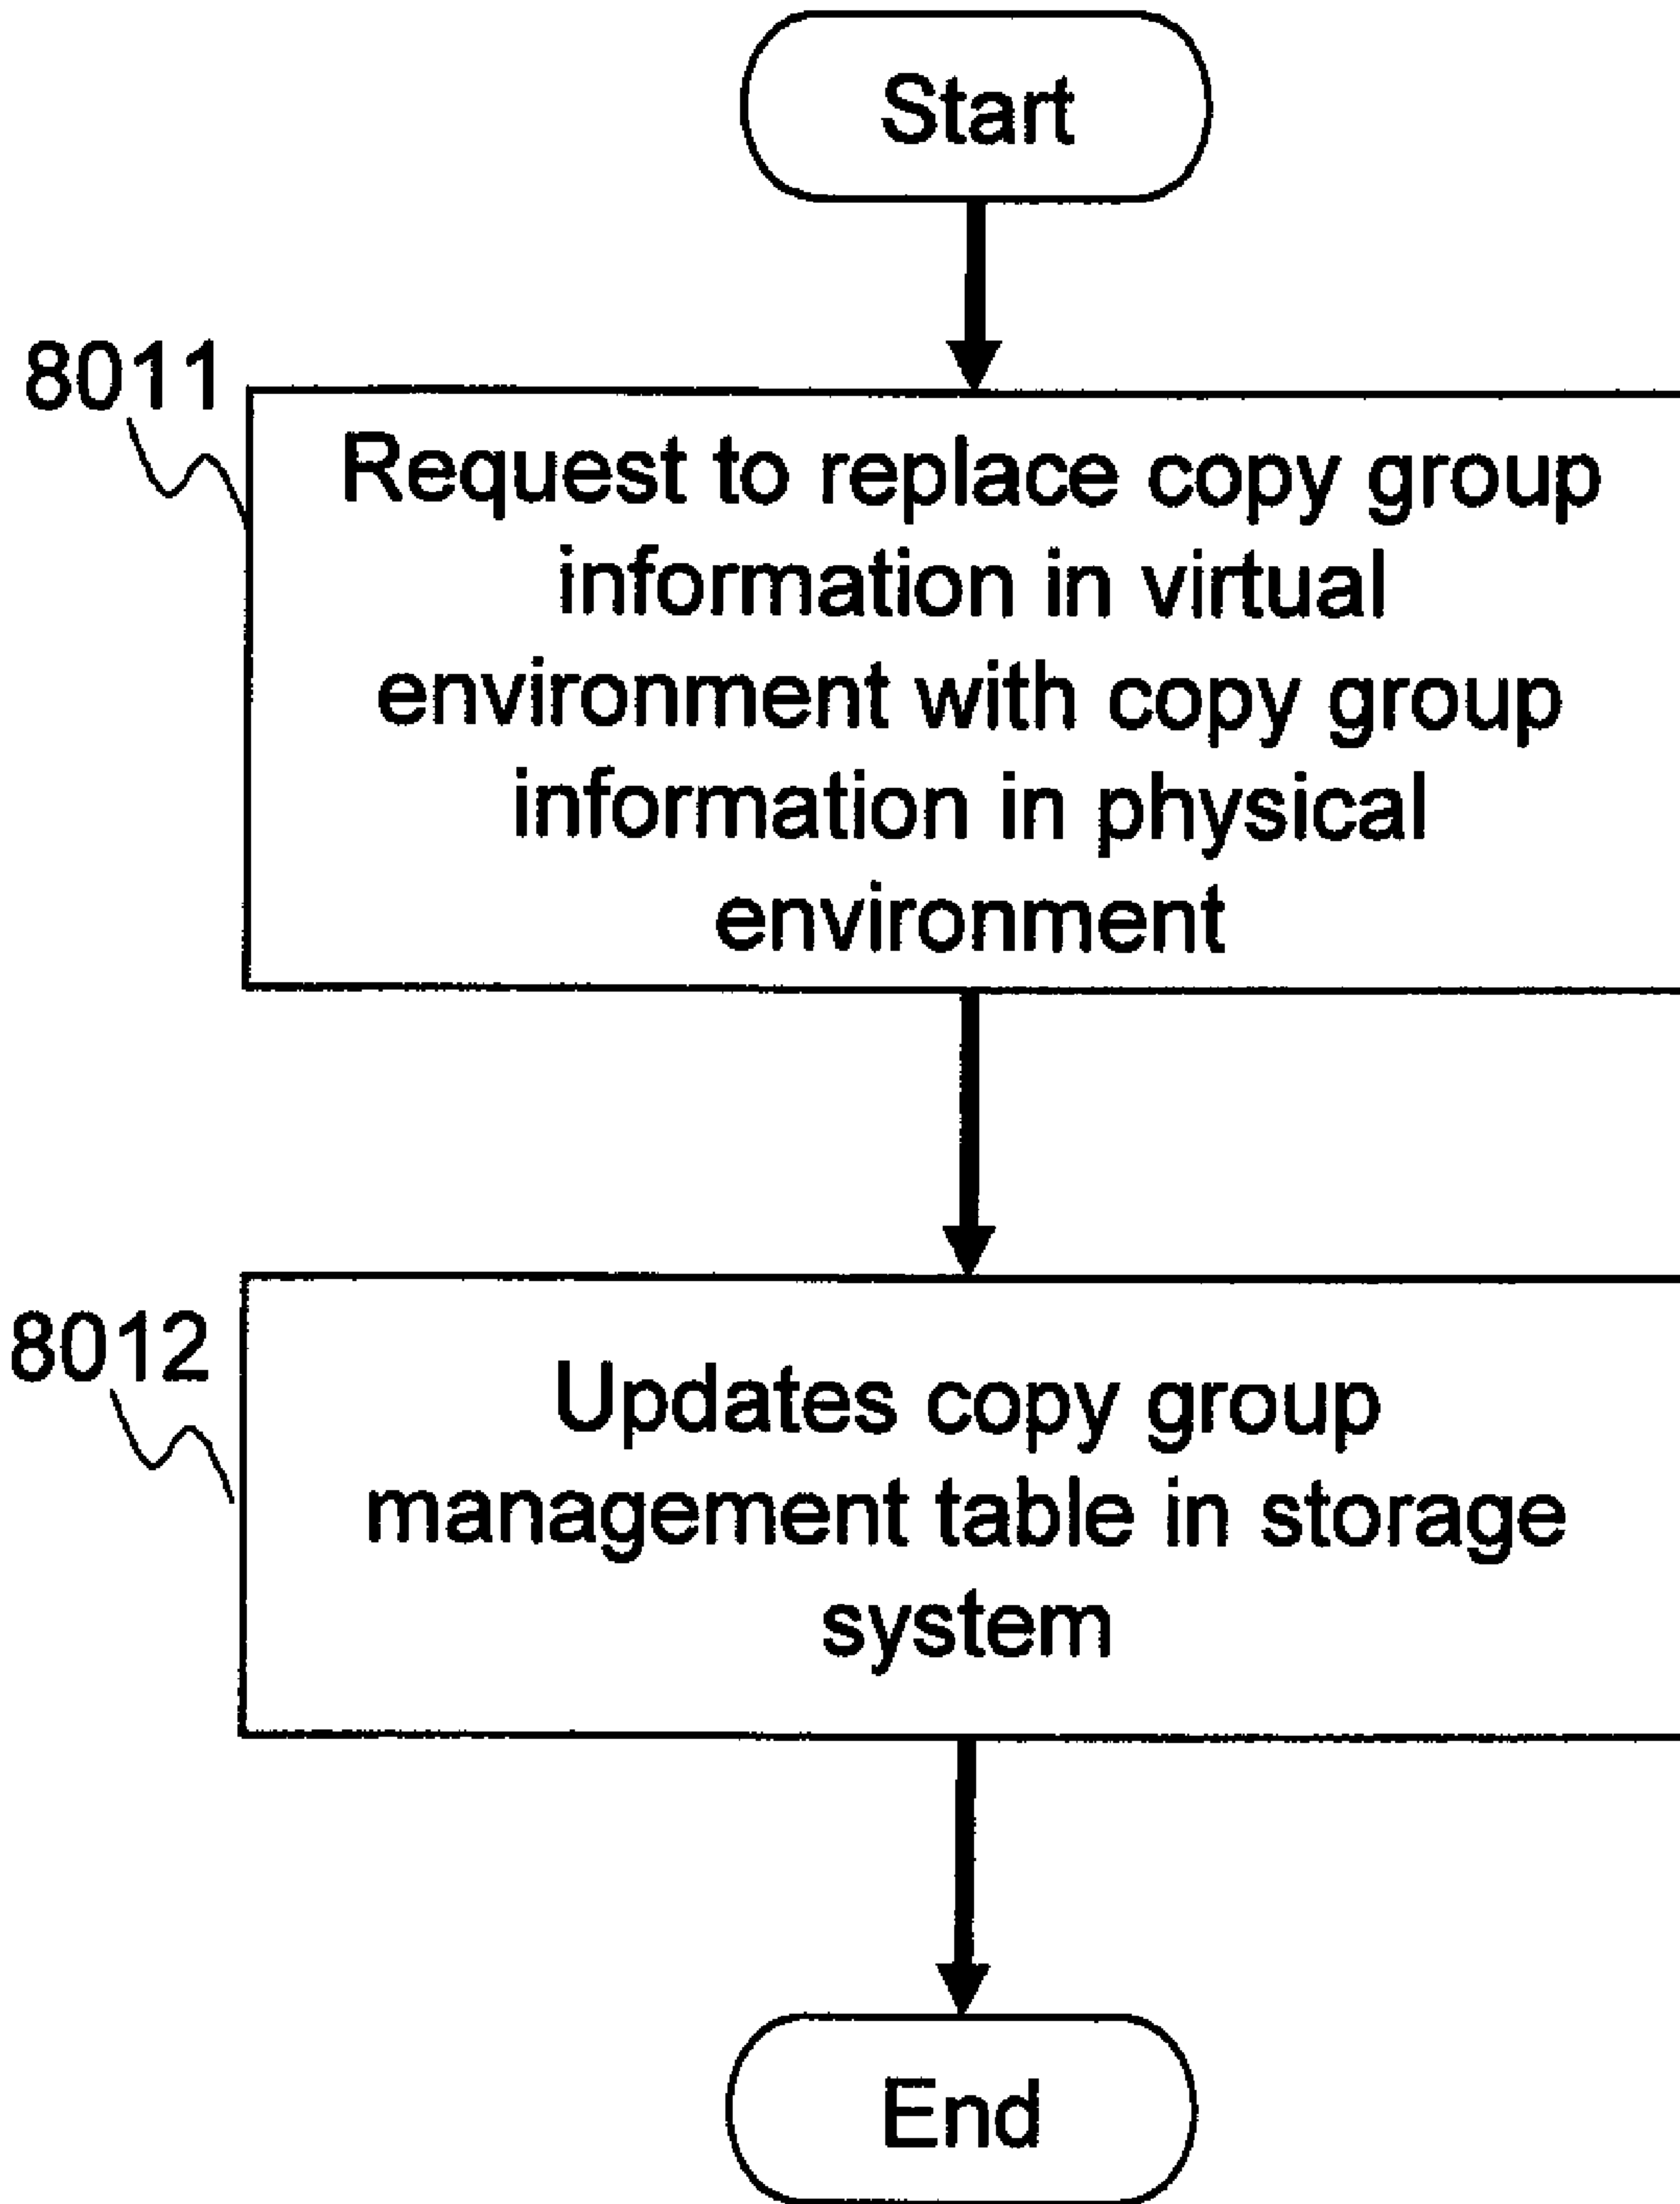 Start
8011
Request to replace copy group
information in virtual
environment with copy group
information in physical
environment
8012
Updates copy group
management table in storage
system
End